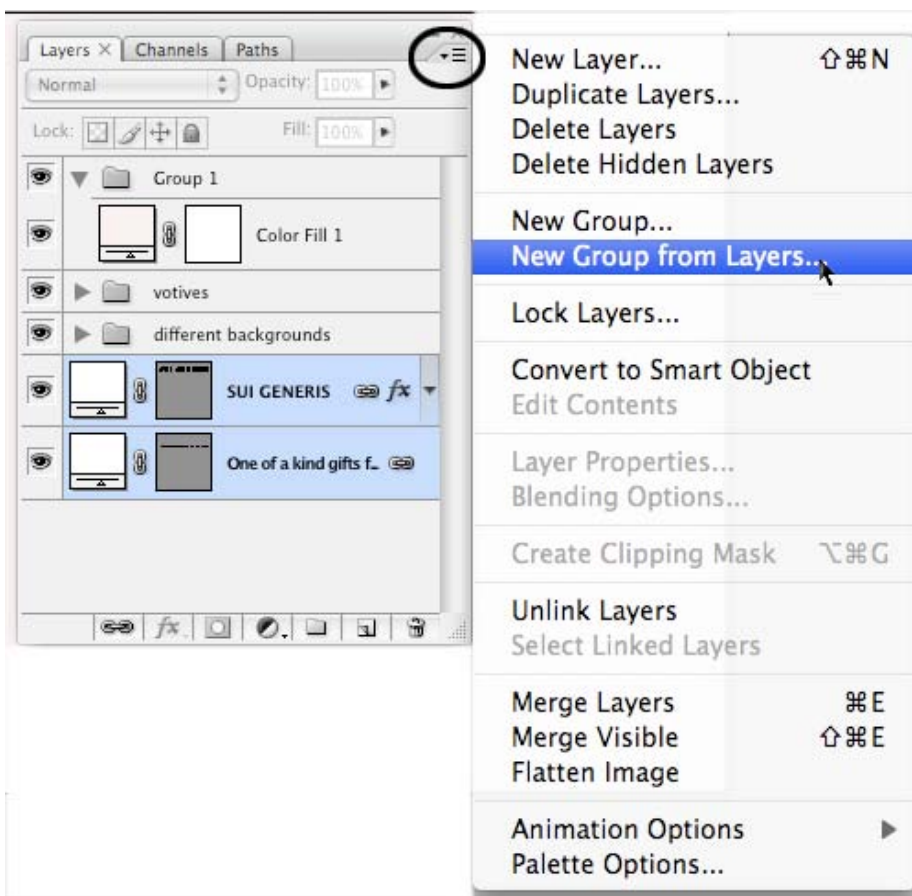 Layers × Channels Paths
Normal Opacity: 100%
Lock: Fill: 100%
Group 1
Color Fill 1
votives
different backgrounds
SUI GENERIS fx
One of a kind gifts f...
fx
New Layer... ⇧⌘N
Duplicate Layers...
Delete Layers
Delete Hidden Layers
New Group...
New Group from Layers...
Lock Layers...
Convert to Smart Object
Edit Contents
Layer Properties...
Blending Options...
Create Clipping Mask ⌥⌘G
Unlink Layers
Select Linked Layers
Merge Layers ⌘E
Merge Visible ⇧⌘E
Flatten Image
Animation Options
Palette Options...